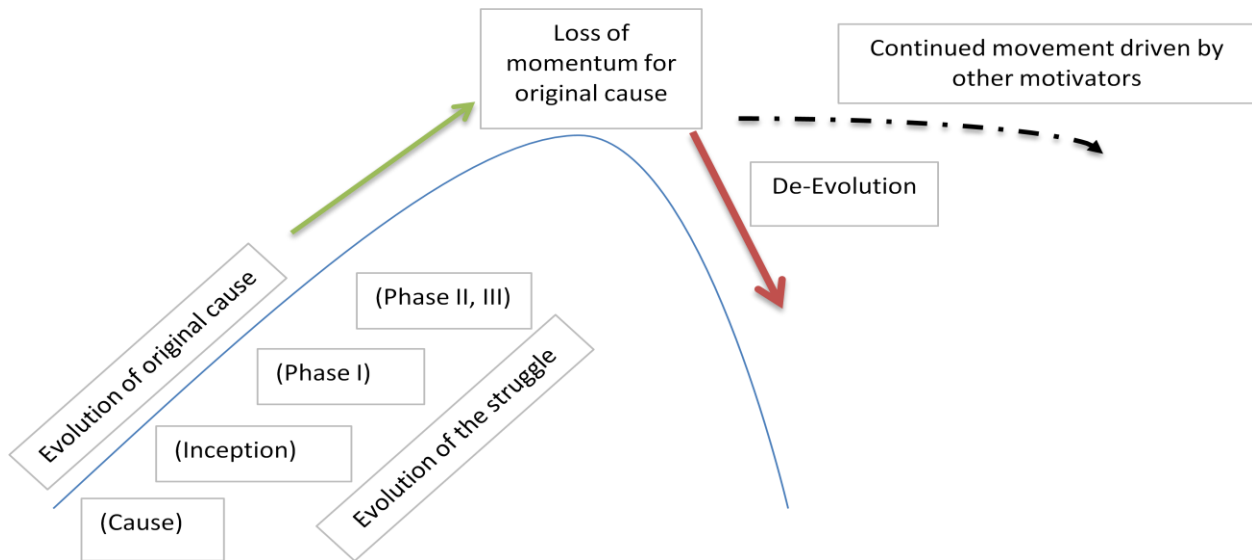 Loss of
momentum for
original cause
Continued movement driven by
other motivators
De-Evolution
Evolution of original cause
(Phase II, III)
(Phase I)
Evolution of the struggle
(Inception)
(Cause)